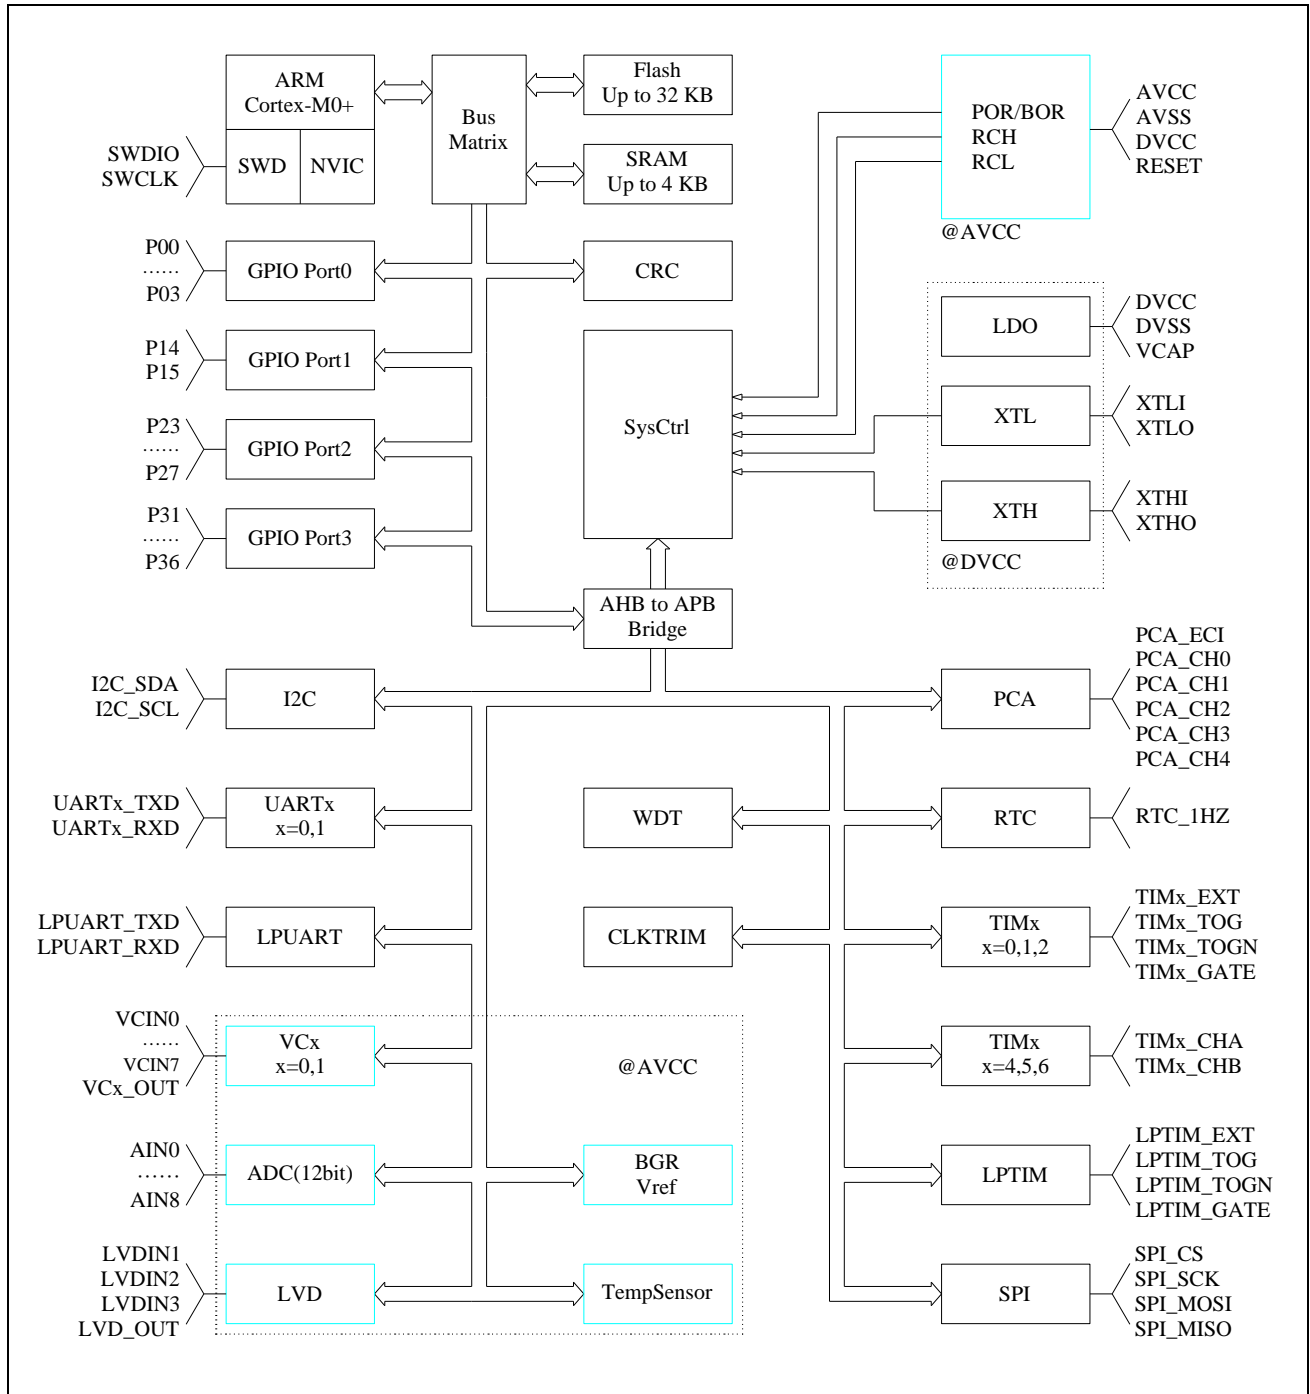 ARM
Cortex-M0+
SWD
NVIC
SWDIO
SWCLK
Bus
Matrix
Flash
Up to 32 KB
SRAM
Up to 4 KB
POR/BOR
RCH
RCL
@AVCC
AVCC
AVSS
DVCC
RESET
P00
......
P03
GPIO Port0
CRC
P14
P15
GPIO Port1
SysCtrl
LDO
DVCC
DVSS
VCAP
P23
......
P27
GPIO Port2
XTL
XTLI
XTLO
P31
......
P36
GPIO Port3
XTH
@DVCC
XTHI
XTHO
AHB to APB
Bridge
I2C_SDA
I2C_SCL
I2C
PCA
PCA_ECI
PCA_CH0
PCA_CH1
PCA_CH2
PCA_CH3
PCA_CH4
UARTx_TXD
UARTx_RXD
UARTx
x=0,1
WDT
RTC
RTC_1HZ
LPUART_TXD
LPUART_RXD
LPUART
CLKTRIM
TIMx
x=0,1,2
TIMx_EXT
TIMx_TOG
TIMx_TOGN
TIMx_GATE
VCIN0
......
VCIN7
VCx_OUT
VCx
x=0,1
@AVCC
TIMx
x=4,5,6
TIMx_CHA
TIMx_CHB
AIN0
......
AIN8
ADC(12bit)
BGR
Vref
LPTIM
LPTIM_EXT
LPTIM_TOG
LPTIM_TOGN
LPTIM_GATE
LVDIN1
LVDIN2
LVDIN3
LVD_OUT
LVD
TempSensor
SPI
SPI_CS
SPI_SCK
SPI_MOSI
SPI_MISO